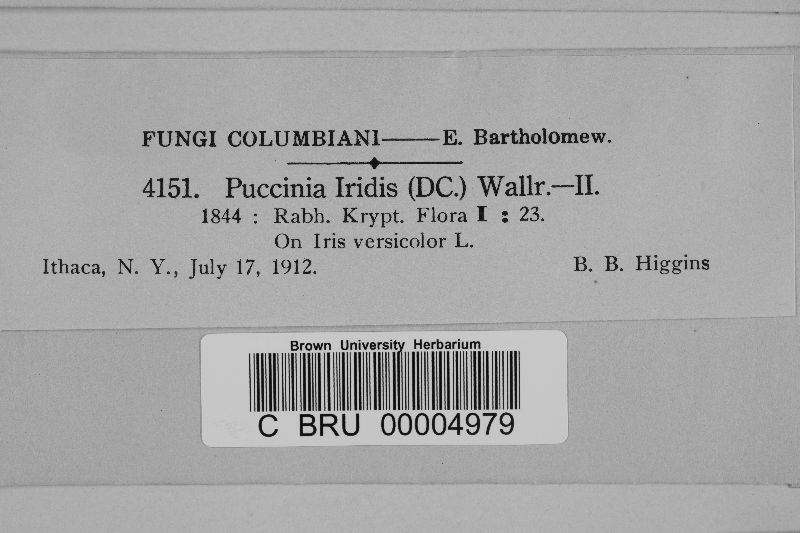 FUNGI COLUMBIANI——E. Bartholomew.
4151. Puccinia Iridis (DC.) Wallr.—II.
1844 : Rabh. Krypt. Flora I : 23.
On Iris versicolor L.
Ithaca, N. Y., July 17, 1912. B. B. Higgins
Brown University Herbarium
C BRU 00004979